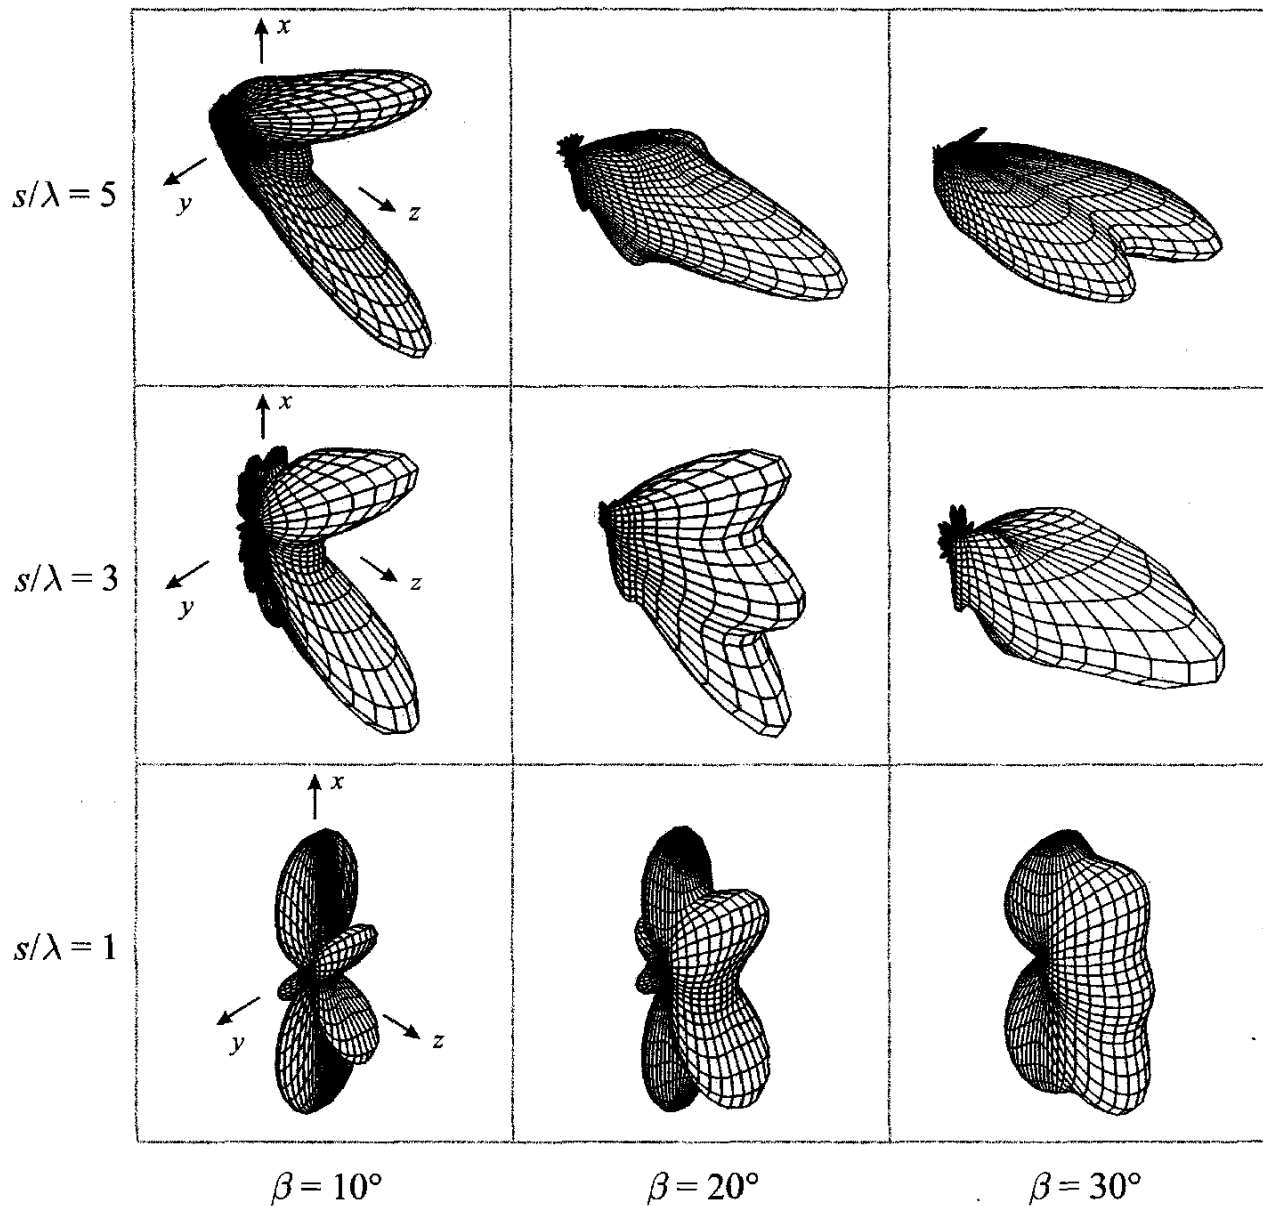 x
y
z
s/λ = 5
x
y
z
s/λ = 3
x
y
z
s/λ = 1
β = 10° β = 20° β = 30°